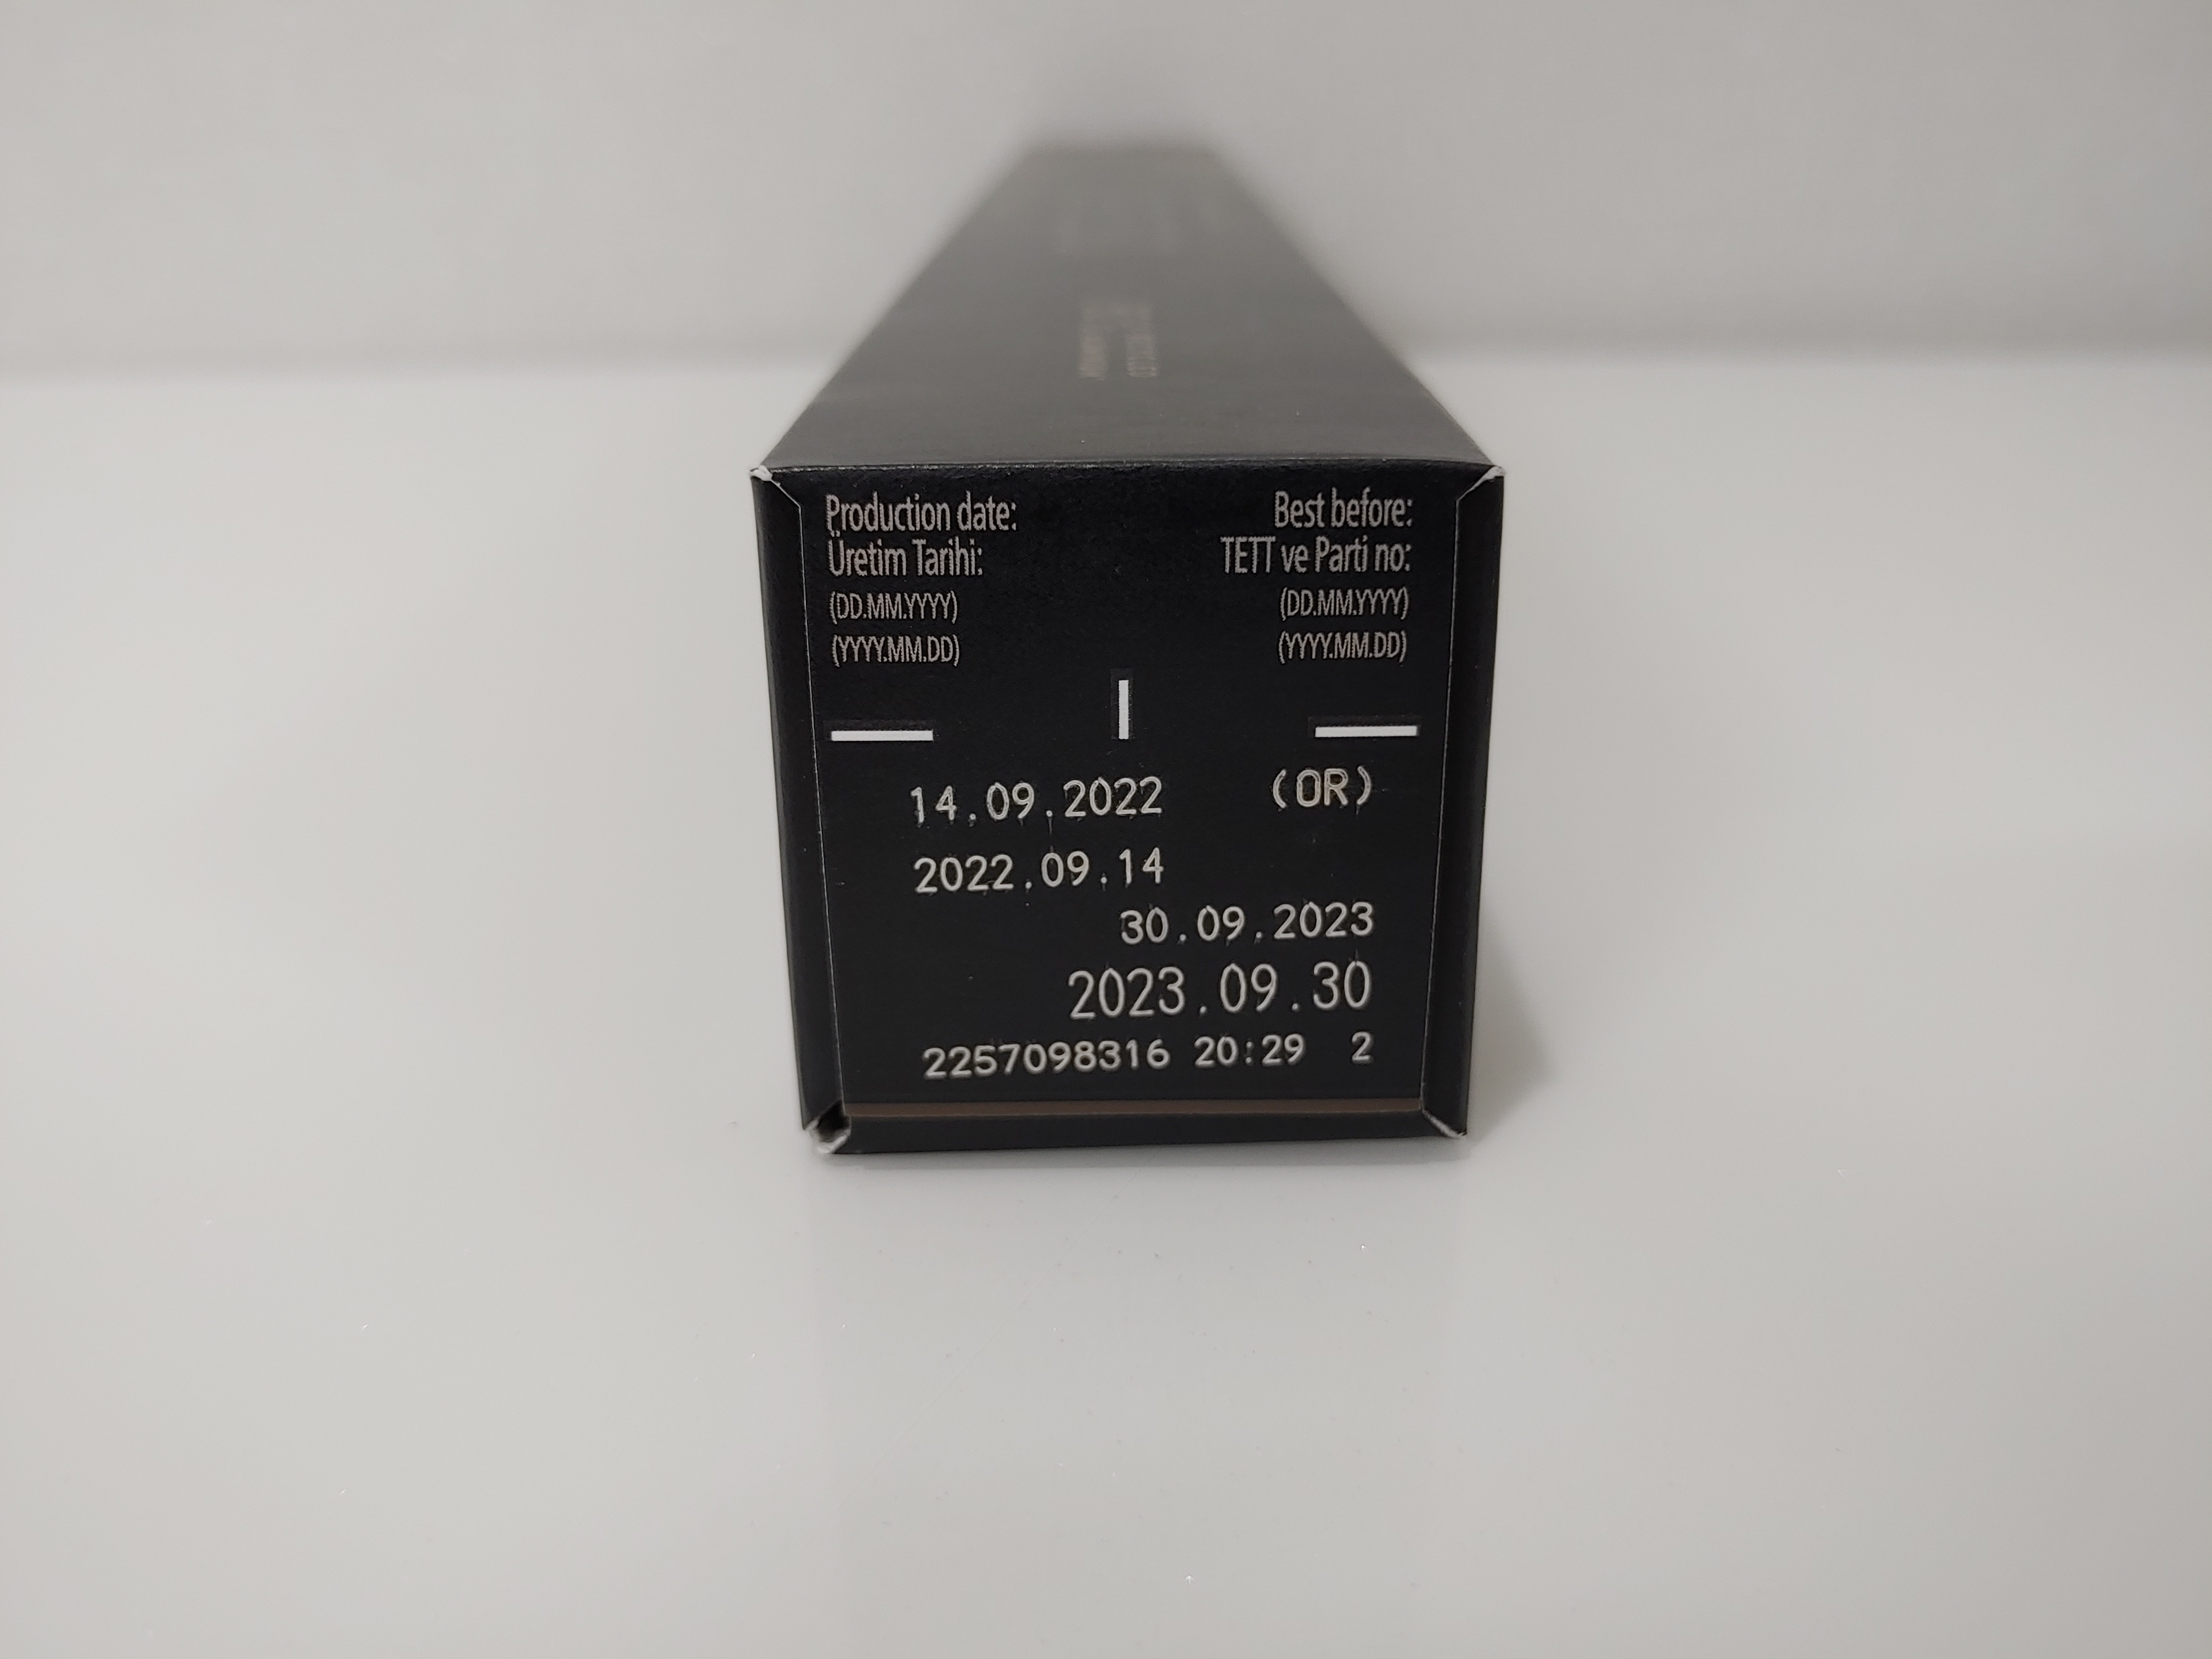 Production date:
Üretim Tarihi:
(DD.MM.YYYY)
(YYYY.MM.DD)
Best before:
TETT ve Parti no:
(DD.MM.YYYY)
(YYYY.MM.DD)
14.09.2022 (OR)
2022.09.14
30.09.2023
2023.09.30
2257098316 20:29 2